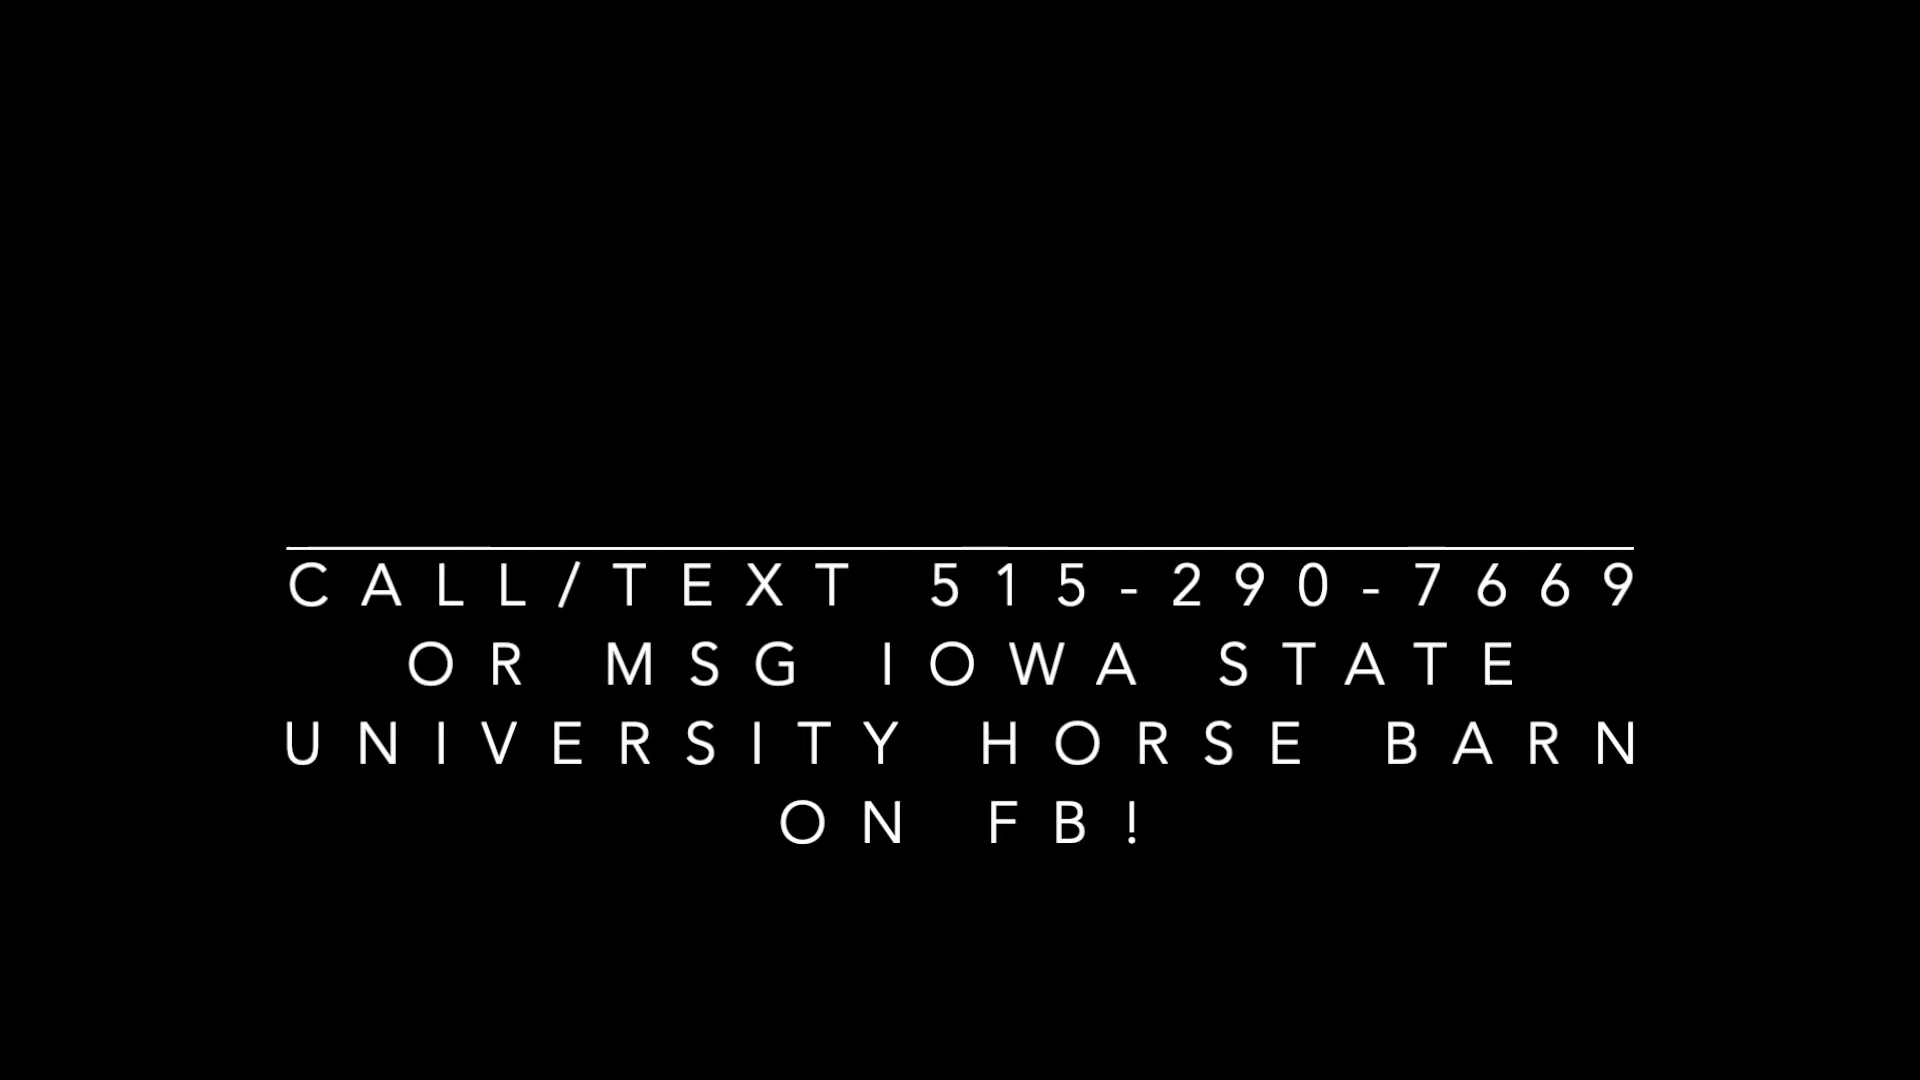 CALL/TEXT 515-290-7669
OR MSG IOWA STATE
UNIVERSITY HORSE BARN
ON FB!